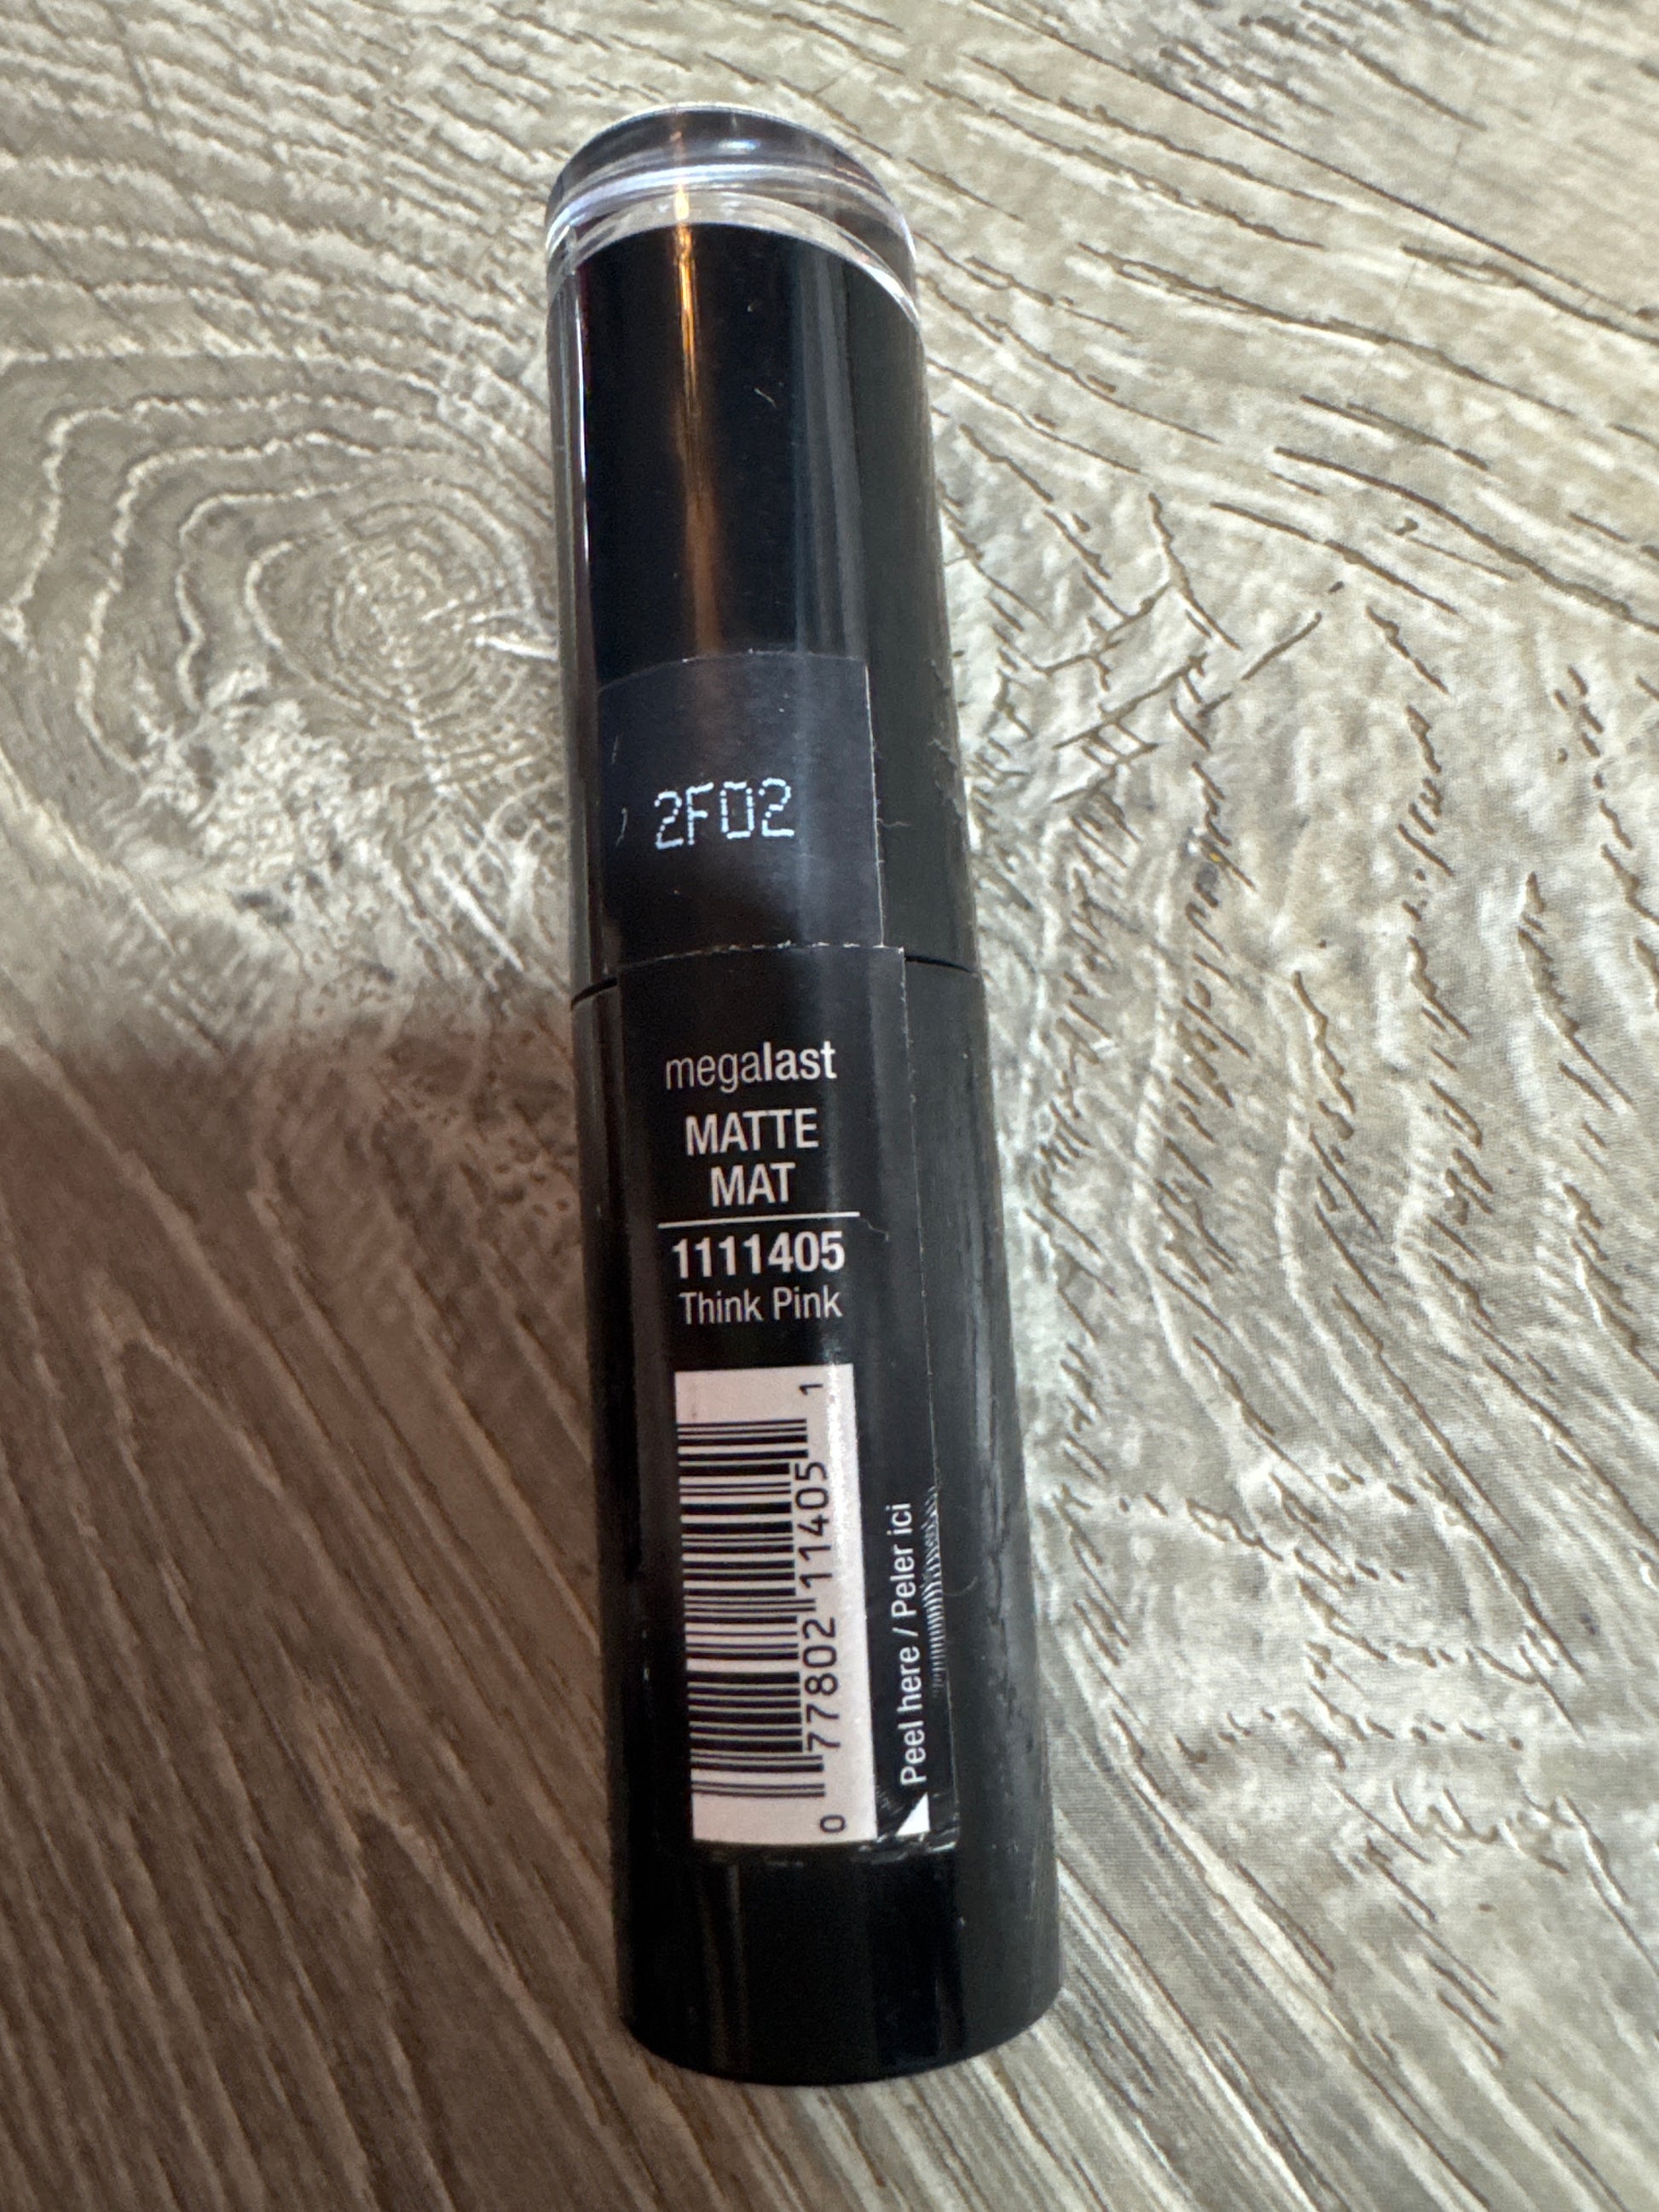 2F02
megalast
MATTE
MAT
1111405
Think Pink
0 77802 11405 1
Peel here / Peler ici